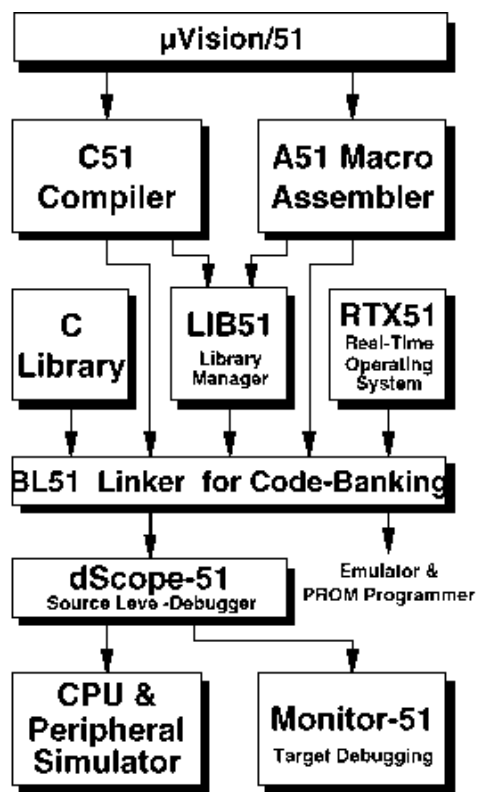 µVision/51
C51
Compiler
A51 Macro
Assembler
C
Library
LIB51
Library
Manager
RTX51
Real-Time
Operating
System
BL51 Linker for Code-Banking
dScope-51
Source Leve -Debugger
Emulator &
PROM Programmer
CPU &
Peripheral
Simulator
Monitor-51
Target Debugging